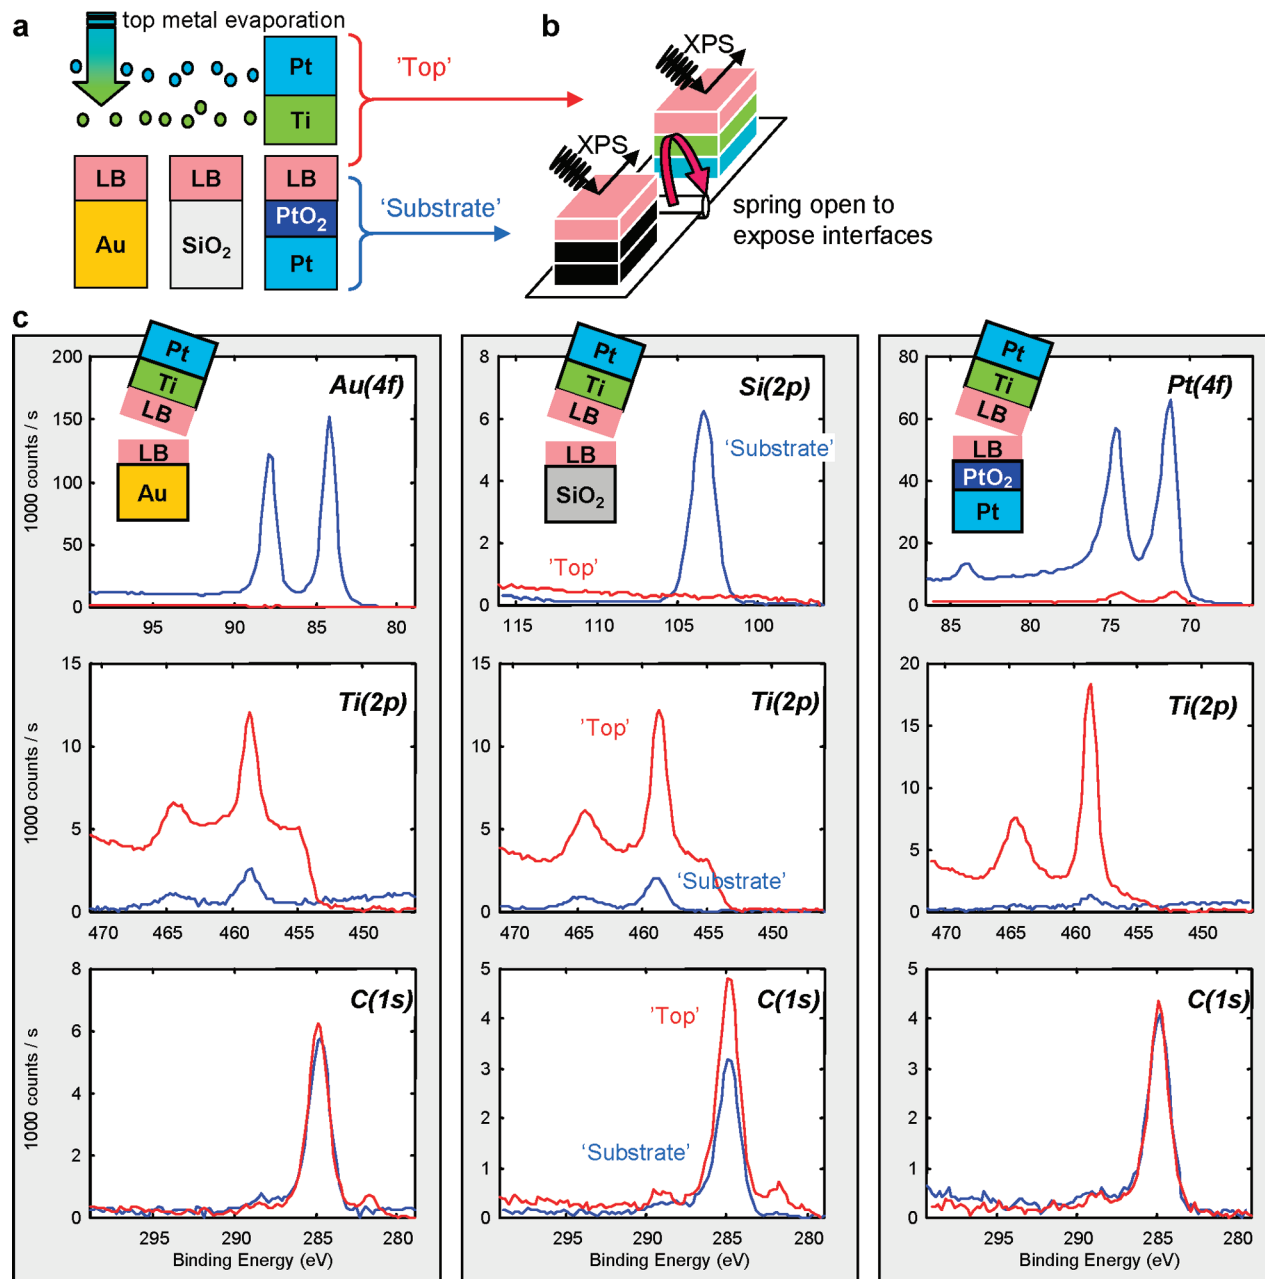 a
top metal evaporation
Pt
Ti
'Top'
LB
LB
LB
Au
SiO2
PtO2
Pt
'Substrate'
b
XPS
XPS
spring open to
expose interfaces
c
Pt
Ti
LB
LB
Au
Au(4f)
200
150
100
50
0
95
90
85
80
1000 counts / s
Pt
Ti
LB
LB
SiO2
Si(2p)
'Substrate'
'Top'
8
6
4
2
0
115
110
105
100
Pt
Ti
LB
LB
PtO2
Pt
Pt(4f)
80
60
40
20
0
85
80
75
70
Ti(2p)
15
10
5
0
470
465
460
455
450
1000 counts / s
Ti(2p)
'Top'
'Substrate'
15
10
5
0
470
465
460
455
450
Ti(2p)
20
15
10
5
0
470
465
460
455
450
C(1s)
8
6
4
2
0
295
290
285
280
1000 counts / s
Binding Energy (eV)
C(1s)
'Top'
'Substrate'
5
4
3
2
1
0
295
290
285
280
Binding Energy (eV)
C(1s)
5
4
3
2
1
0
295
290
285
280
Binding Energy (eV)